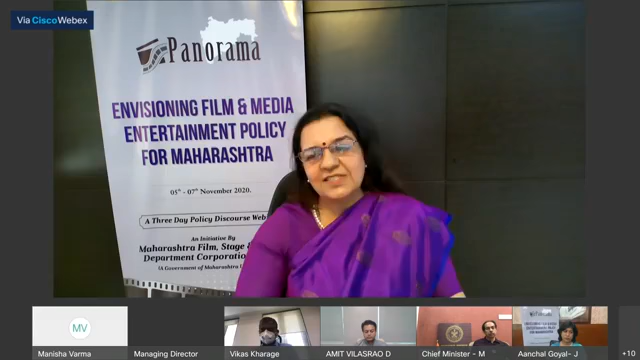 Via Cisco Webex
Panorama
ENVISIONING FILM & MEDIA
ENTERTAINMENT POLICY
FOR MAHARASHTRA
05th - 07th November 2020.
A Three Day Policy Discourse Web
An Initiative By
Maharashtra Film, Stage &
Department Corporation
(A Government of Maharashtra
MV
Manisha Varma
Managing Director
Vikas Kharage
AMIT VILASRAO D
Chief Minister - M
Aanchal Goyal- J
+10